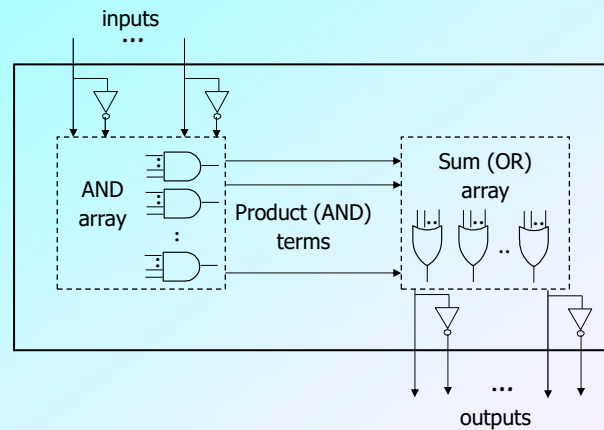 inputs
...
AND
array
:
Product (AND)
terms
Sum (OR)
array
..
...
outputs